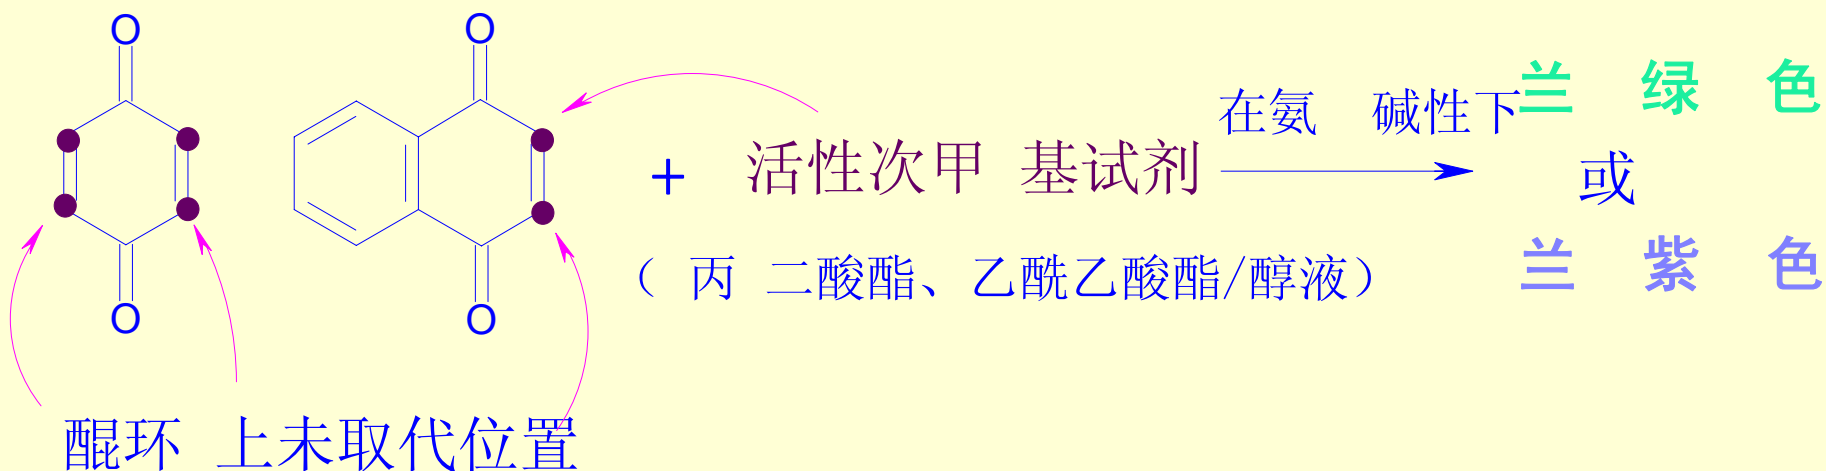 O O
兰 绿 色
在氨 碱性下
+ 活性次甲 基试剂
或
( 丙 二酸酯、乙酰乙酸酯/醇液)
兰 紫 色
O O
醌环 上未取代位置